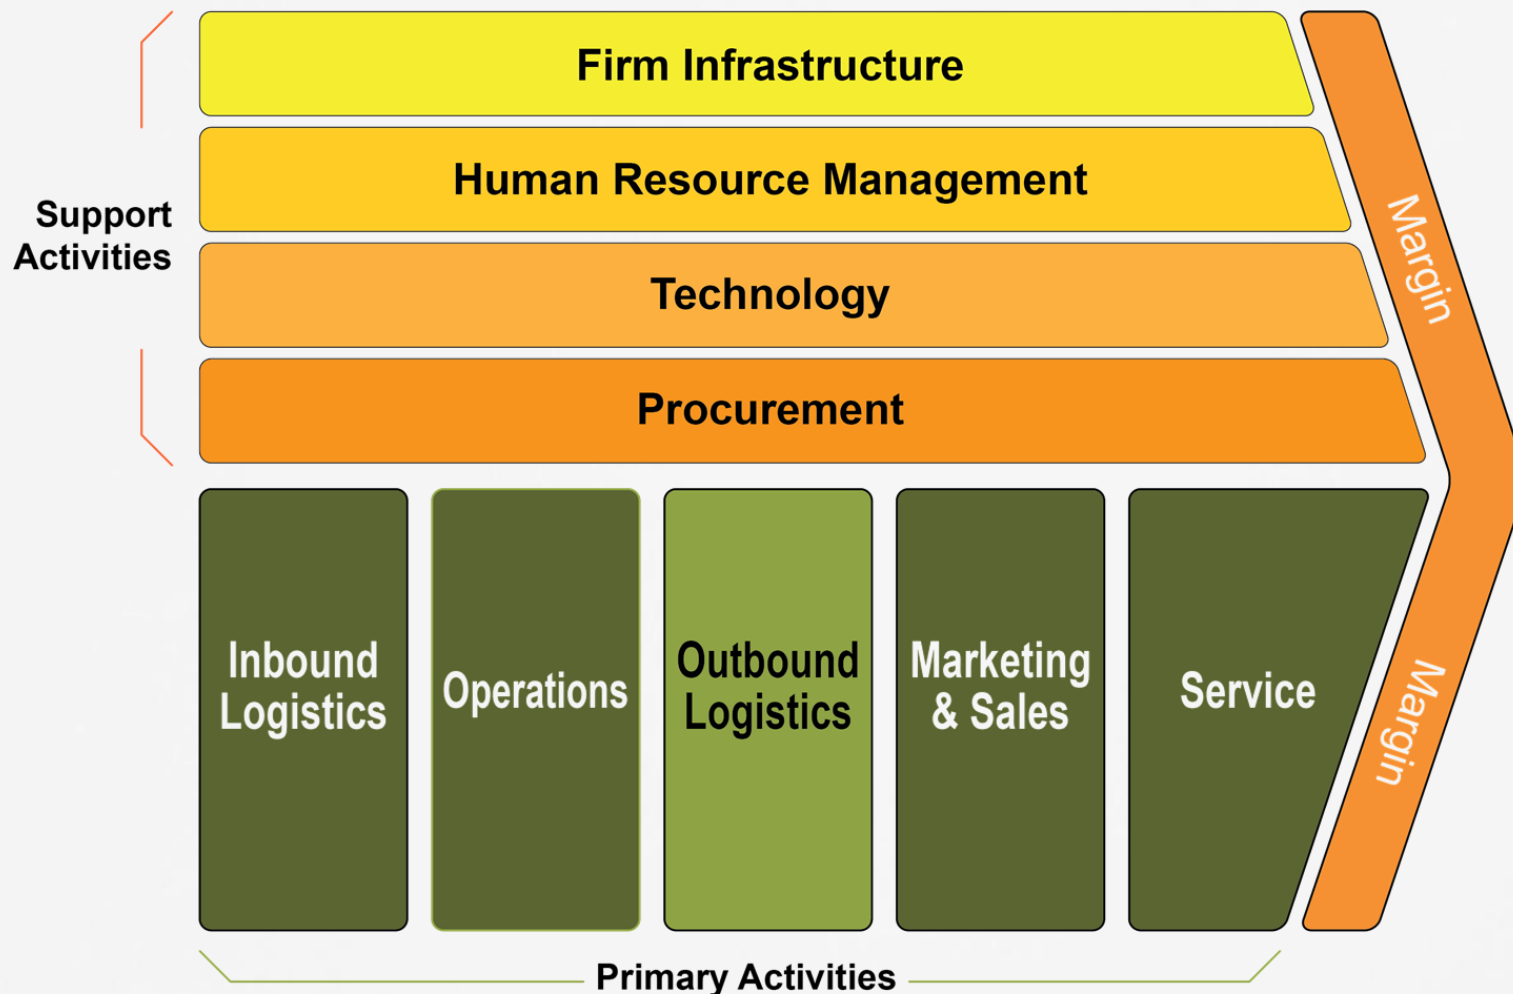 Firm Infrastructure
Human Resource Management
Support
Activities
Technology
Procurement
Margin
Inbound
Logistics
Operations
Outbound
Logistics
Marketing
& Sales
Service
Margin
Primary Activities